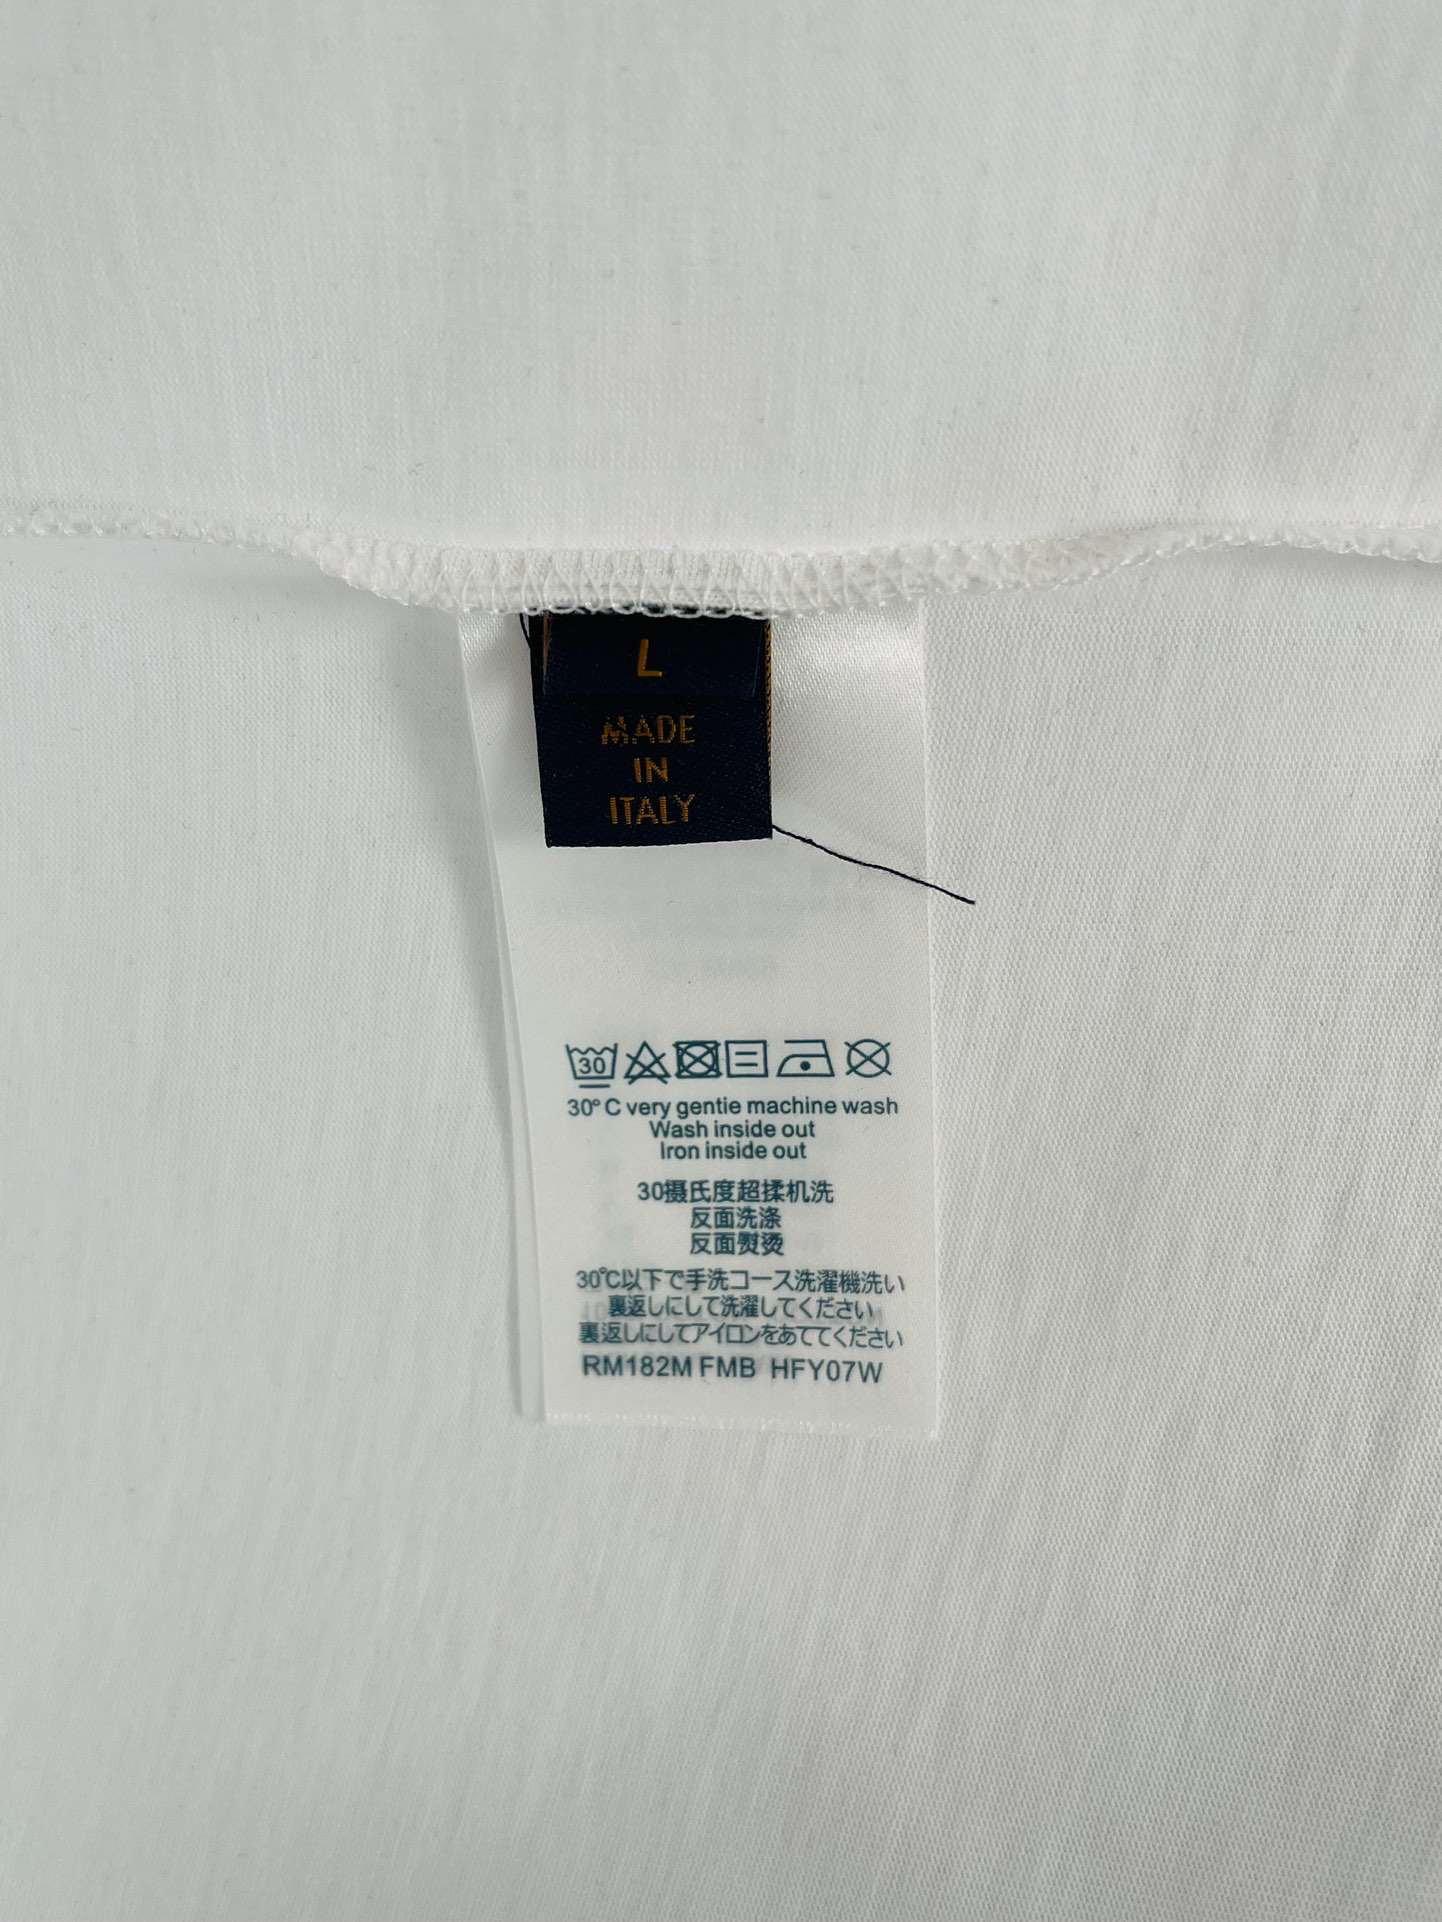 L
MADE
IN
ITALY
30
30°C very gentie machine wash
Wash inside out
Iron inside out
30摄氏度超揉机洗
反面洗涤
反面熨烫
30℃以下で手洗コース洗濯機洗い
裏返しにして洗濯してください
裏返しにしてアイロンをあててください
RM182M FMB HFY07W